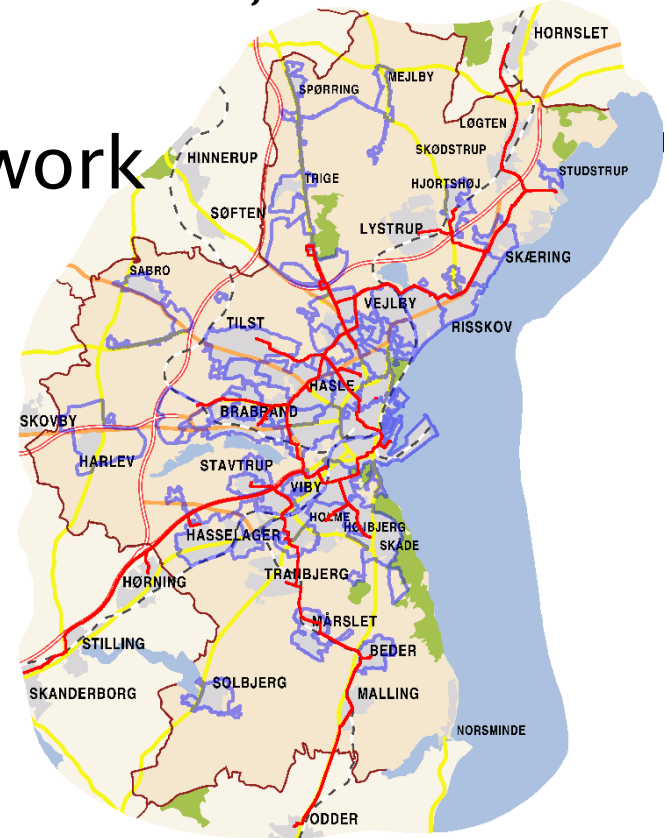 HORNSLET
MEJLBY
SPØRRING
LØGTEN
work
SKØDSTRUP
HINNERUP
STUDSTRUP
TRIGE
HJORTSHØJ
SØFTEN
LYSTRUP
SKÆRING
SABRO
VEJLBY
TILST
RISSKOV
HASLE
BRABRAND
SKOVBY
HARLEV
STAVTRUP
VIBY
HOLME
HØJBJERG
HASSELAGER
SKÅDE
TRANBJERG
HØRNING
MÅRSLET
STILLING
BEDER
SOLBJERG
SKANDERBORG
MALLING
NORSMINDE
ODDER